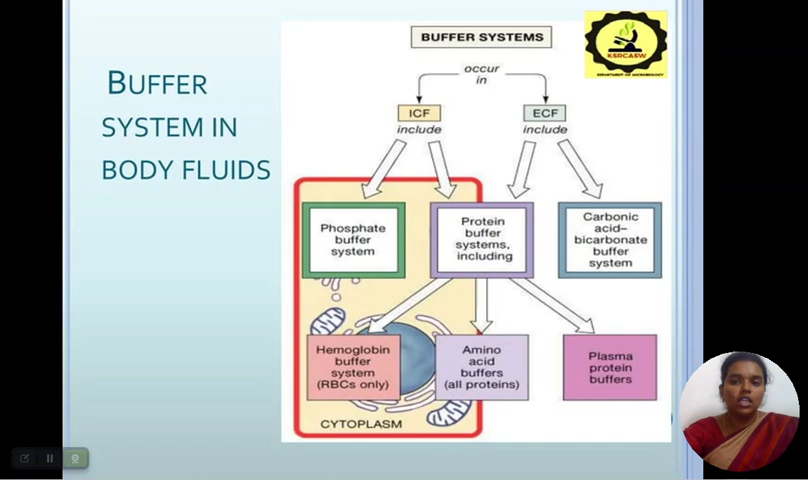 BUFFER
SYSTEM IN
BODY FLUIDS
BUFFER SYSTEMS
occur
in
ICF
include
ECF
include
Phosphate
buffer
system
Protein
buffer
systems,
including
Carbonic
acid–
bicarbonate
buffer
system
Hemoglobin
buffer
system
(RBCs only)
Amino
acid
buffers
(all proteins)
Plasma
protein
buffers
CYTOPLASM
KSRCASW
DEPARTMENT OF MICROBIOLOGY